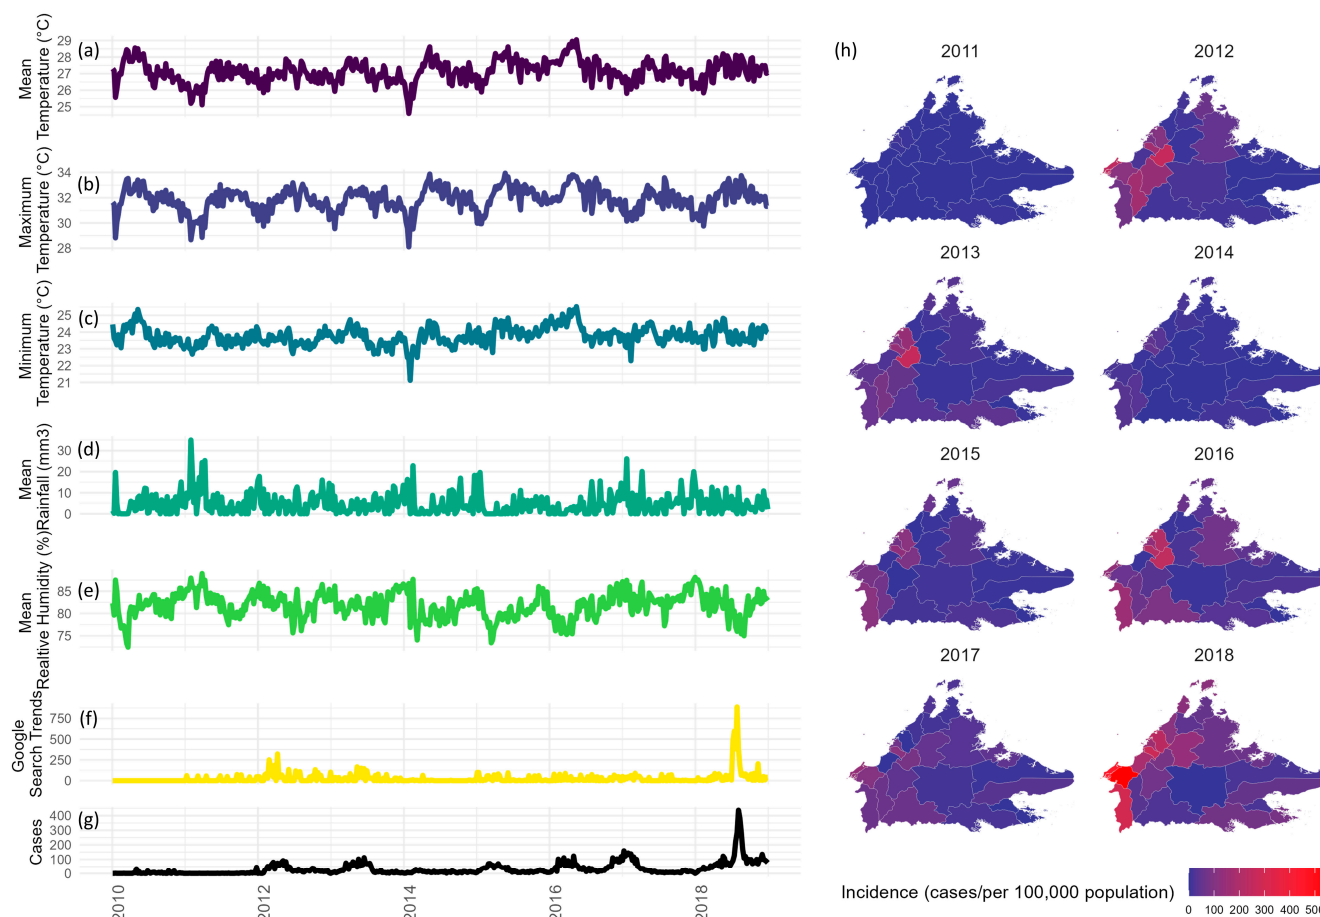 (a)
Mean
Temperature (°C)
29
28
27
26
25
(b)
Maximum
Temperature (°C)
34
32
30
28
(c)
Minimum
Temperature (°C)
25
24
23
22
21
(d)
Mean
Rainfall (mm3)
30
20
10
0
(e)
Mean
Realtive Humidity (%)
85
80
75
(f)
Google
Search Trends
750
500
250
0
(g)
Cases
400
300
200
100
0
2010
2012
2014
2016
2018
(h)
2011
2012
2013
2014
2015
2016
2017
2018
Incidence (cases/per 100,000 population)
0 100 200 300 400